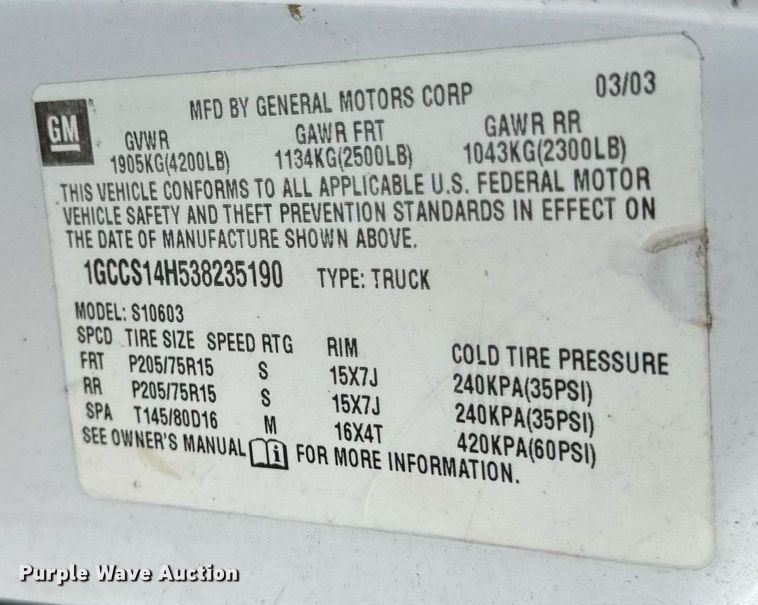 MFD BY GENERAL MOTORS CORP 03/03
GM
GVWR GAWR FRT GAWR RR
1905KG(4200LB) 1134KG(2500LB) 1043KG(2300LB)
THIS VEHICLE CONFORMS TO ALL APPLICABLE U.S. FEDERAL MOTOR
VEHICLE SAFETY AND THEFT PREVENTION STANDARDS IN EFFECT ON
THE DATE OF MANUFACTURE SHOWN ABOVE.
1GCCS14H538235190 TYPE: TRUCK
MODEL: S10603
SPCD TIRE SIZE SPEED RTG RIM COLD TIRE PRESSURE
FRT P205/75R15 S 15X7J 240KPA(35PSI)
RR P205/75R15 S 15X7J 240KPA(35PSI)
SPA T145/80D16 M 16X4T 420KPA(60PSI)
SEE OWNER'S MANUAL i FOR MORE INFORMATION.
Purple Wave Auction